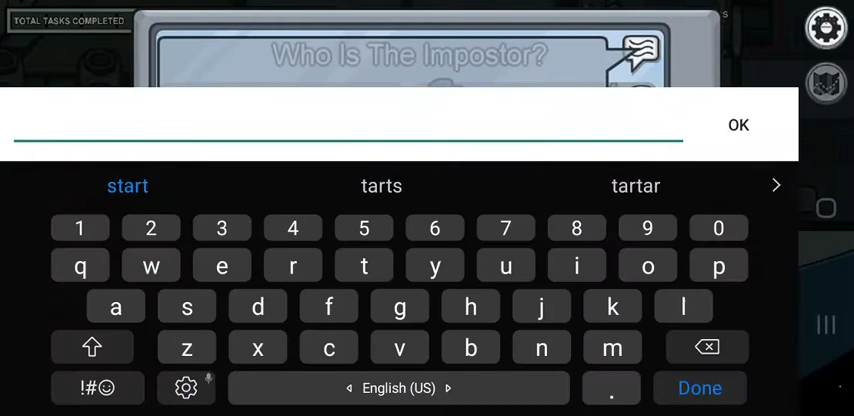 TOTAL TASKS COMPLETED
s
Who Is The Impostor?
OK
start tarts tartar
1 2 3 4 5 6 7 8 9 0
q w e r t y u i o p
a s d f g h j k l
z x c v b n m
!#☺ English (US) . Done